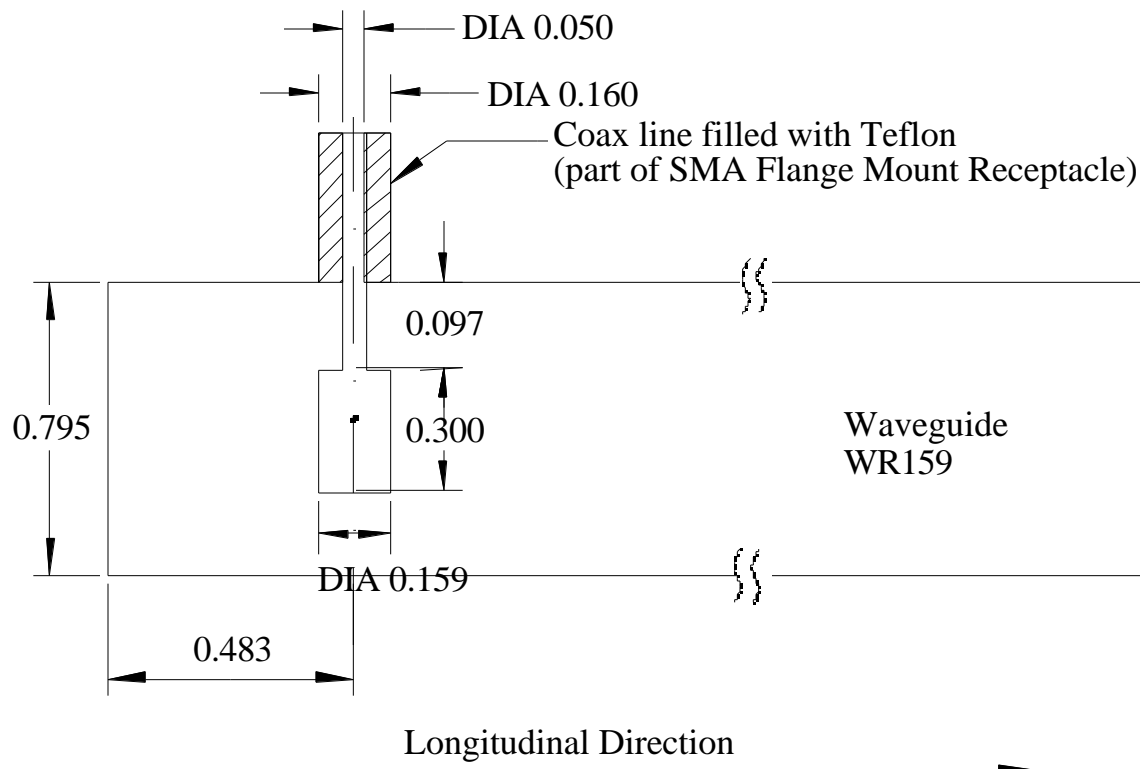 DIA 0.050
DIA 0.160
Coax line filled with Teflon
(part of SMA Flange Mount Receptacle)
0.097
0.795
0.300
Waveguide
WR159
DIA 0.159
0.483
Longitudinal Direction